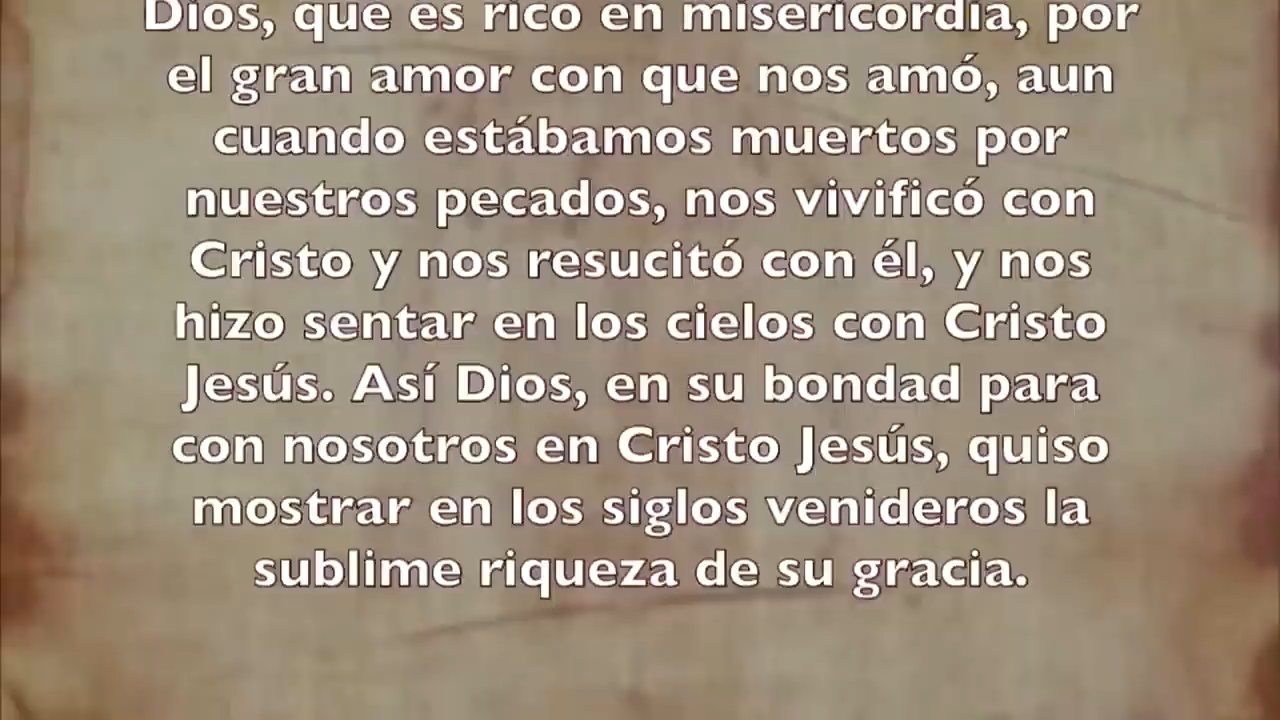 Dios, que es rico en misericordia, por
el gran amor con que nos amó, aun
cuando estábamos muertos por
nuestros pecados, nos vivificó con
Cristo y nos resucitó con él, y nos
hizo sentar en los cielos con Cristo
Jesús. Así Dios, en su bondad para
con nosotros en Cristo Jesús, quiso
mostrar en los siglos venideros la
sublime riqueza de su gracia.